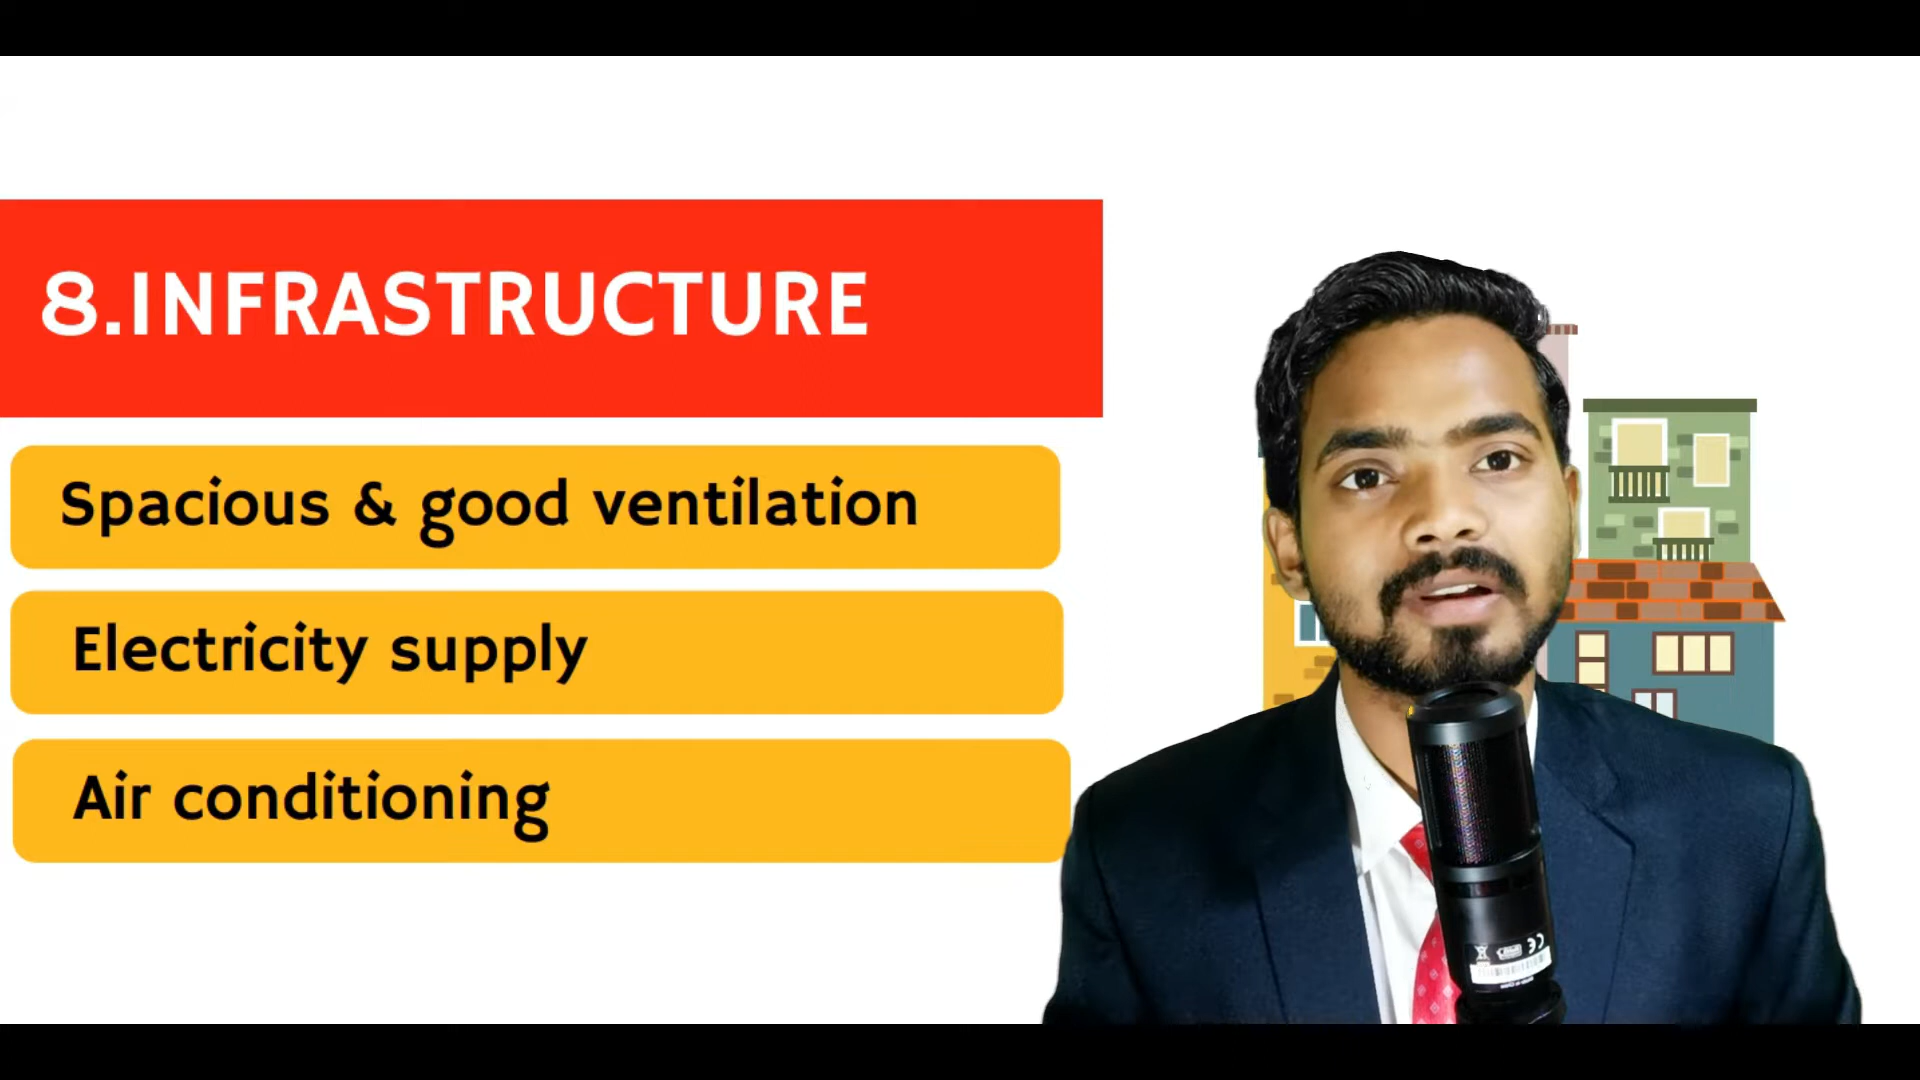 8.INFRASTRUCTURE
Spacious & good ventilation
Electricity supply
Air conditioning